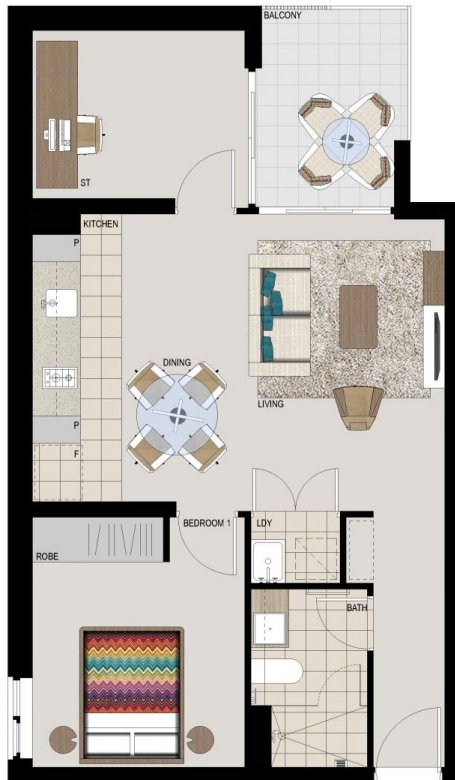 BALCONY
ST
KITCHEN
P
DINING
LIVING
P
F
BEDROOM 1
LDY
ROBE
BATH